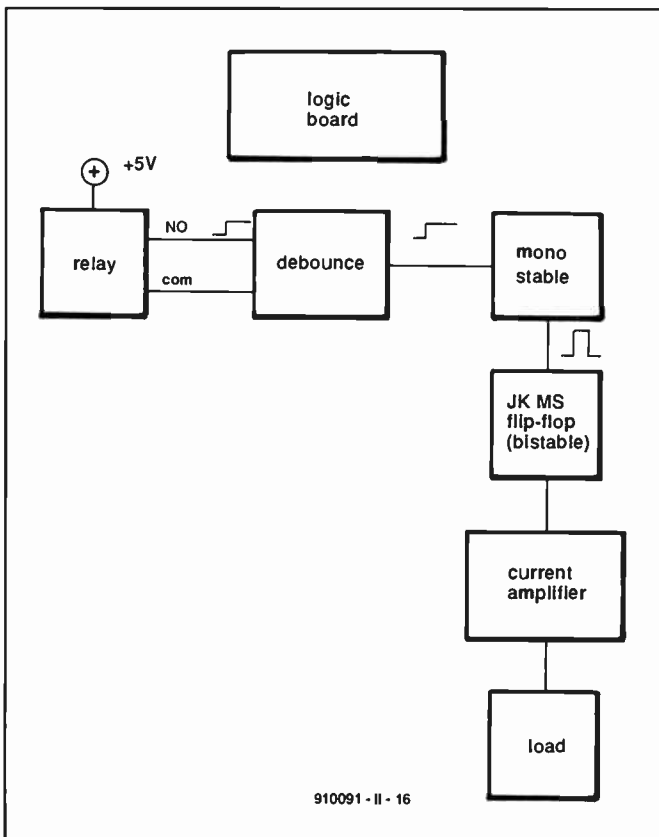 logic
board
+
+5V
relay
NO
com
debounce
mono
stable
JK MS
flip-flop
(bistable)
current
amplifier
load
910091 - II - 16